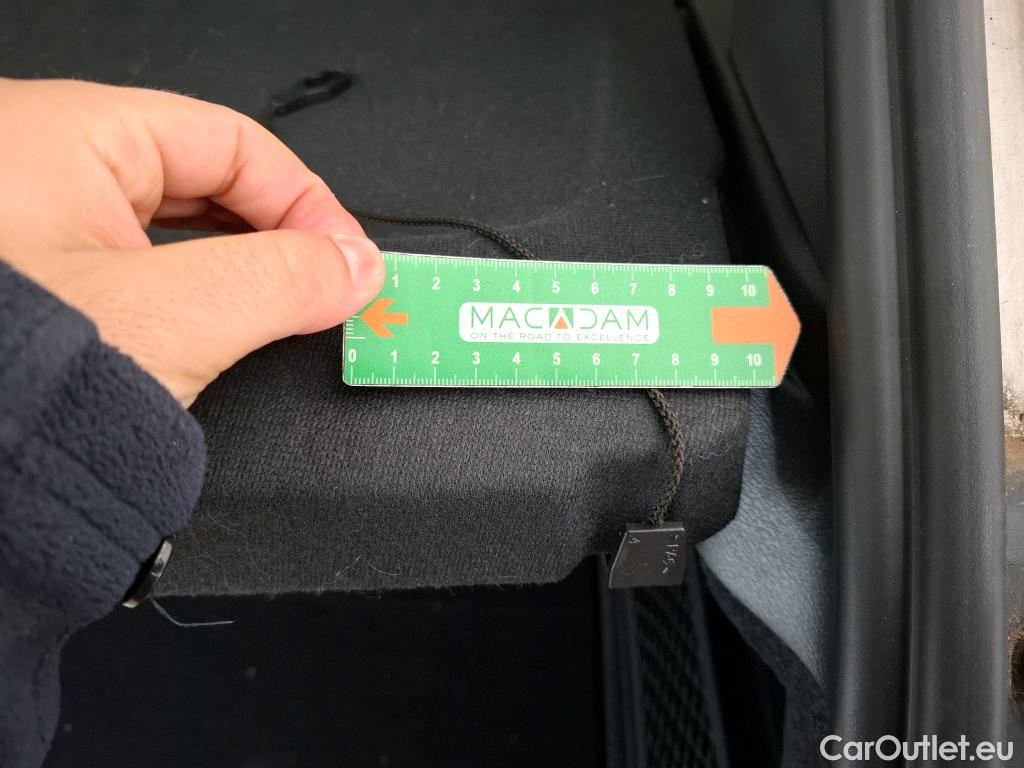 1 2 3 4 5 6 7 8 9 10
MACADAM
ON THE ROAD TO EXCELLENCE
0 1 2 3 4 5 6 7 8 9 10
CarOutlet.eu